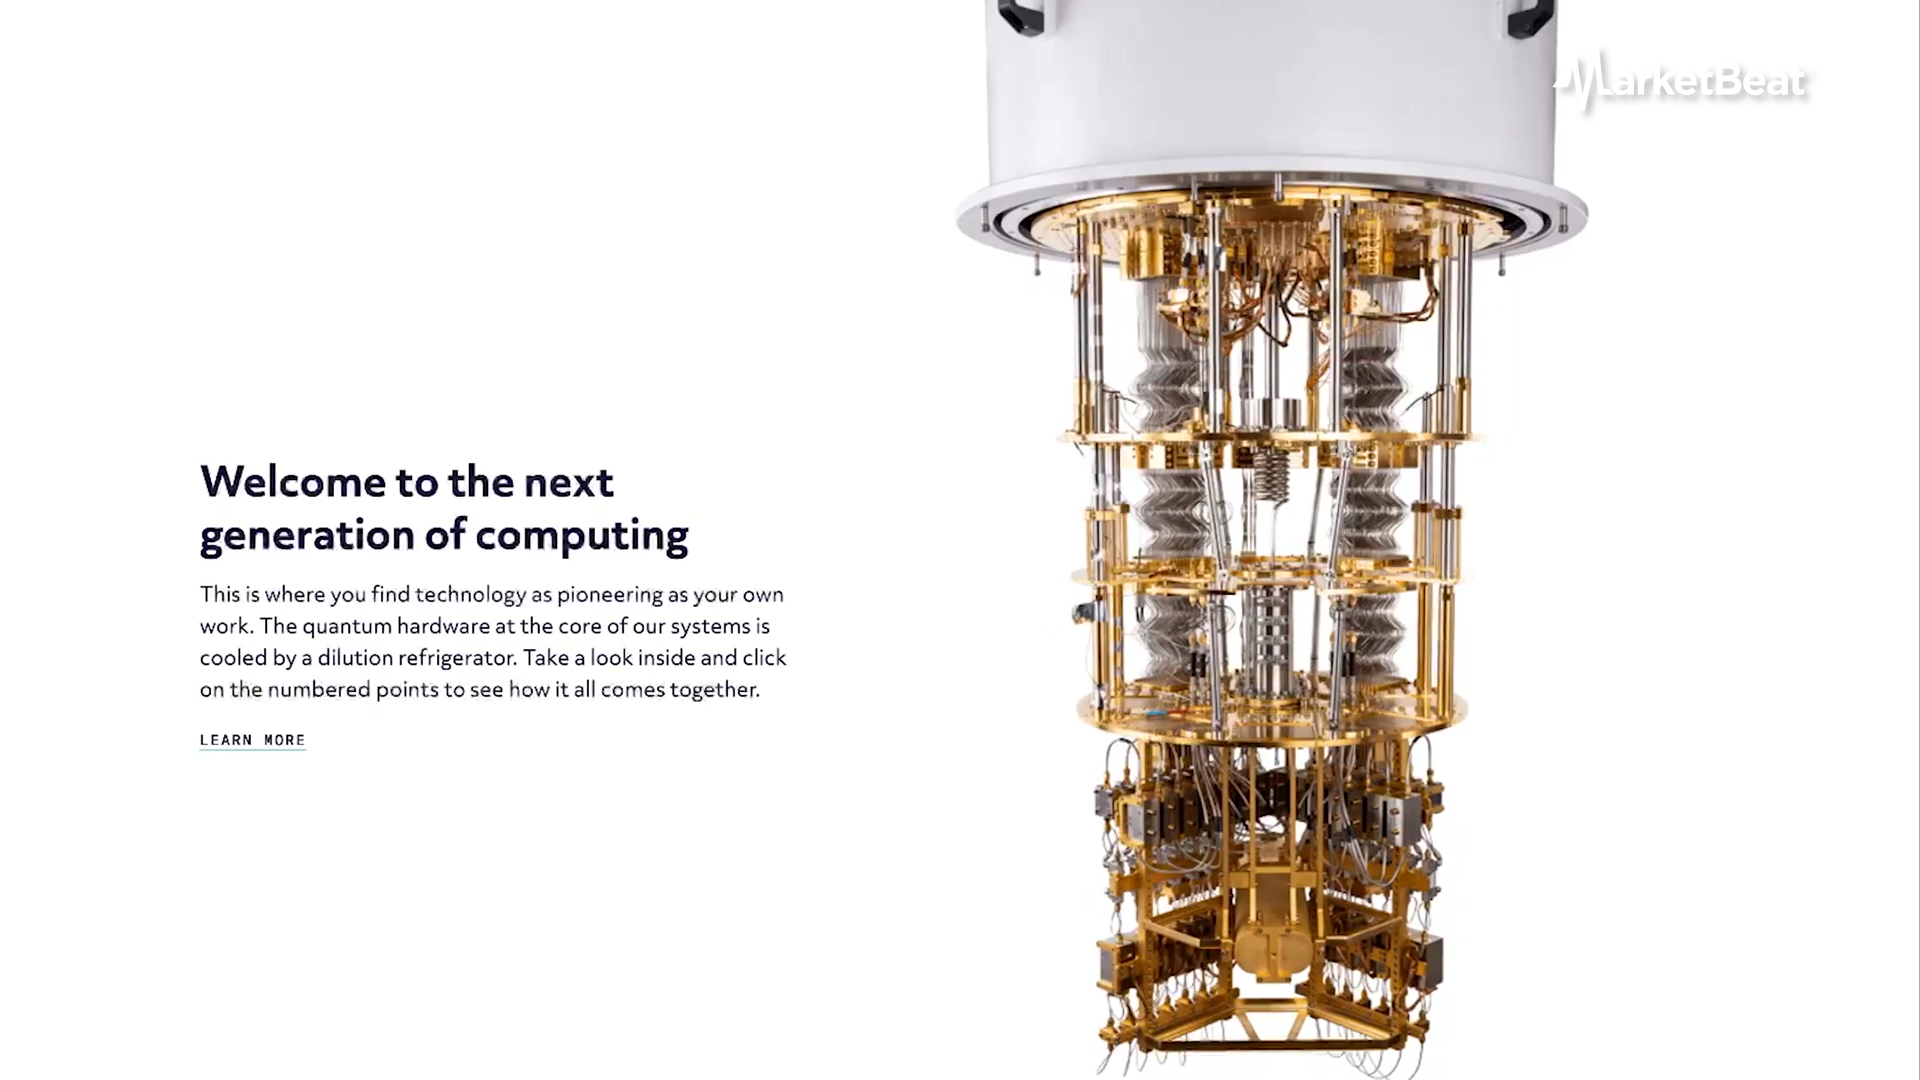 MarketBeat
Welcome to the next
generation of computing
This is where you find technology as pioneering as your own
work. The quantum hardware at the core of our systems is
cooled by a dilution refrigerator. Take a look inside and click
on the numbered points to see how it all comes together.
LEARN MORE